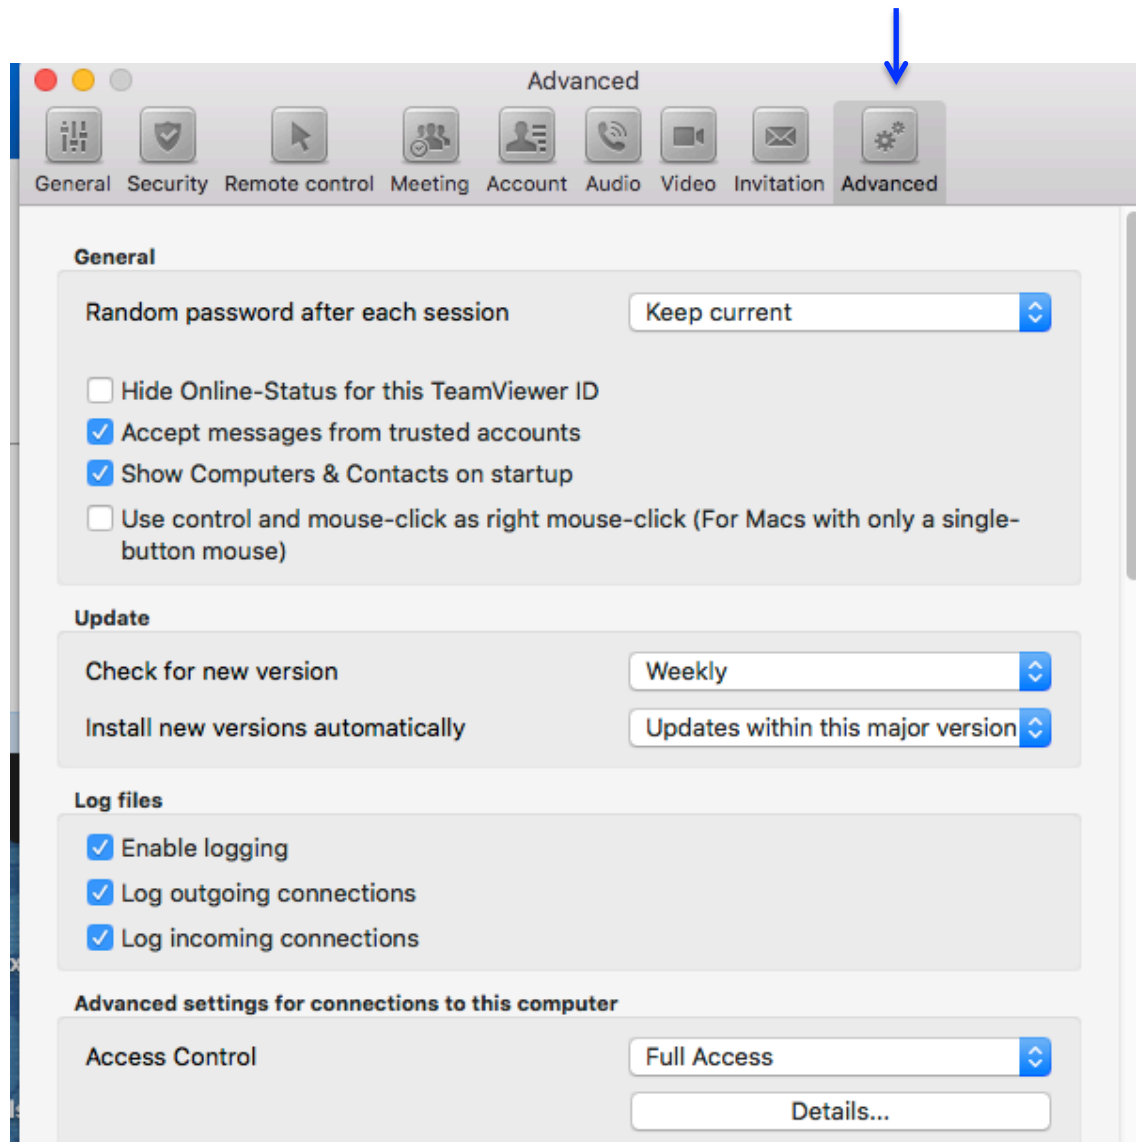 Advanced
General Security Remote control Meeting Account Audio Video Invitation Advanced
General
Random password after each session Keep current
Hide Online-Status for this TeamViewer ID
Accept messages from trusted accounts
Show Computers & Contacts on startup
Use control and mouse-click as right mouse-click (For Macs with only a single-
button mouse)
Update
Check for new version Weekly
Install new versions automatically Updates within this major version
Log files
Enable logging
Log outgoing connections
Log incoming connections
Advanced settings for connections to this computer
Access Control Full Access
Details...